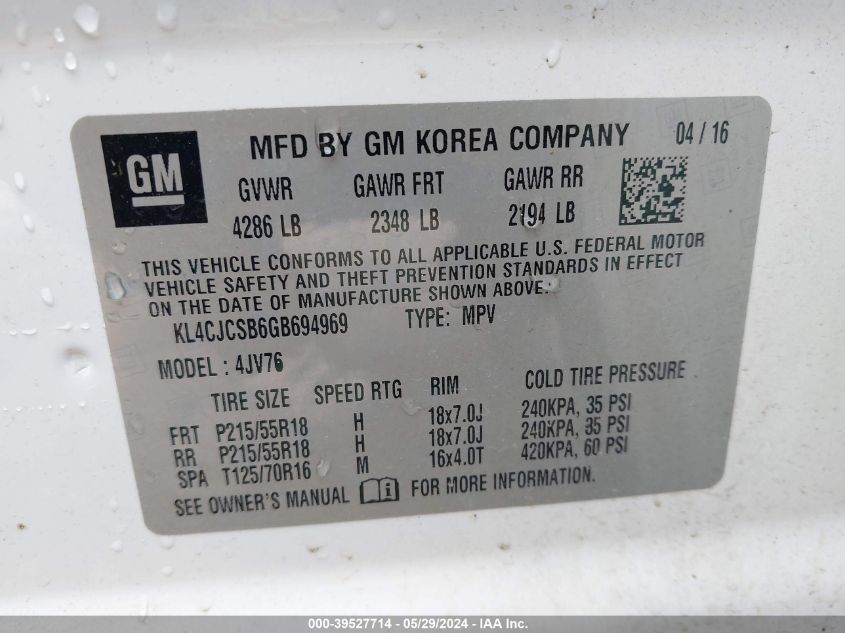 GM
MFD BY GM KOREA COMPANY 04 / 16
GVWR GAWR FRT GAWR RR
4286 LB 2348 LB 2194 LB
THIS VEHICLE CONFORMS TO ALL APPLICABLE U.S. FEDERAL MOTOR
VEHICLE SAFETY AND THEFT PREVENTION STANDARDS IN EFFECT
ON THE DATE OF MANUFACTURE SHOWN ABOVE.
KL4CJCSB6GB694969 TYPE: MPV
MODEL : 4JV76
TIRE SIZE SPEED RTG RIM COLD TIRE PRESSURE
FRT P215/55R18 H 18x7.0J 240KPA, 35 PSI
RR P215/55R18 H 18x7.0J 240KPA, 35 PSI
SPA T125/70R16 M 16x4.0T 420KPA, 60 PSI
SEE OWNER'S MANUAL i FOR MORE INFORMATION.
000-39527714 - 05/29/2024 - IAA Inc.